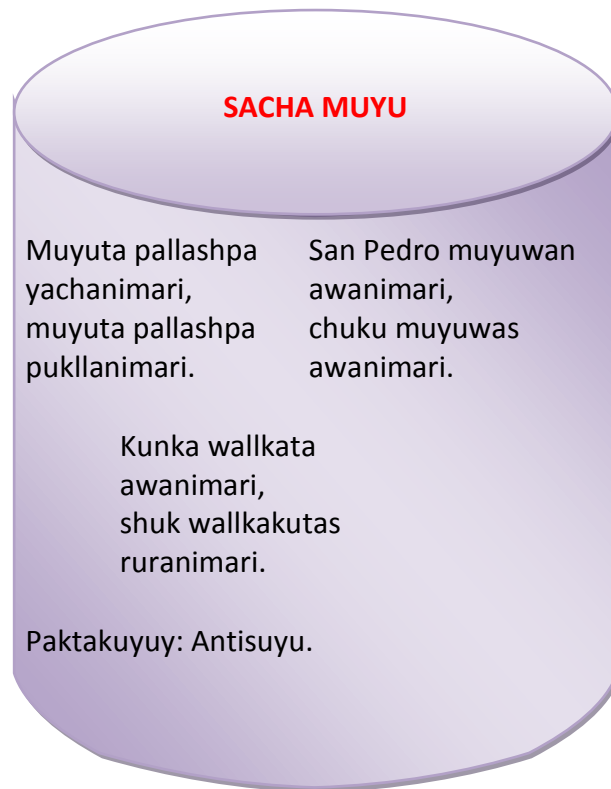 SACHA MUYU
Muyuta pallashpa
yachanimari,
muyuta pallashpa
pukllanimari.
San Pedro muyuwan
awanimari,
chuku muyuwas
awanimari.
Kunka wallkata
awanimari,
shuk wallkakutas
ruranimari.
Paktakuyuy: Antisuyu.